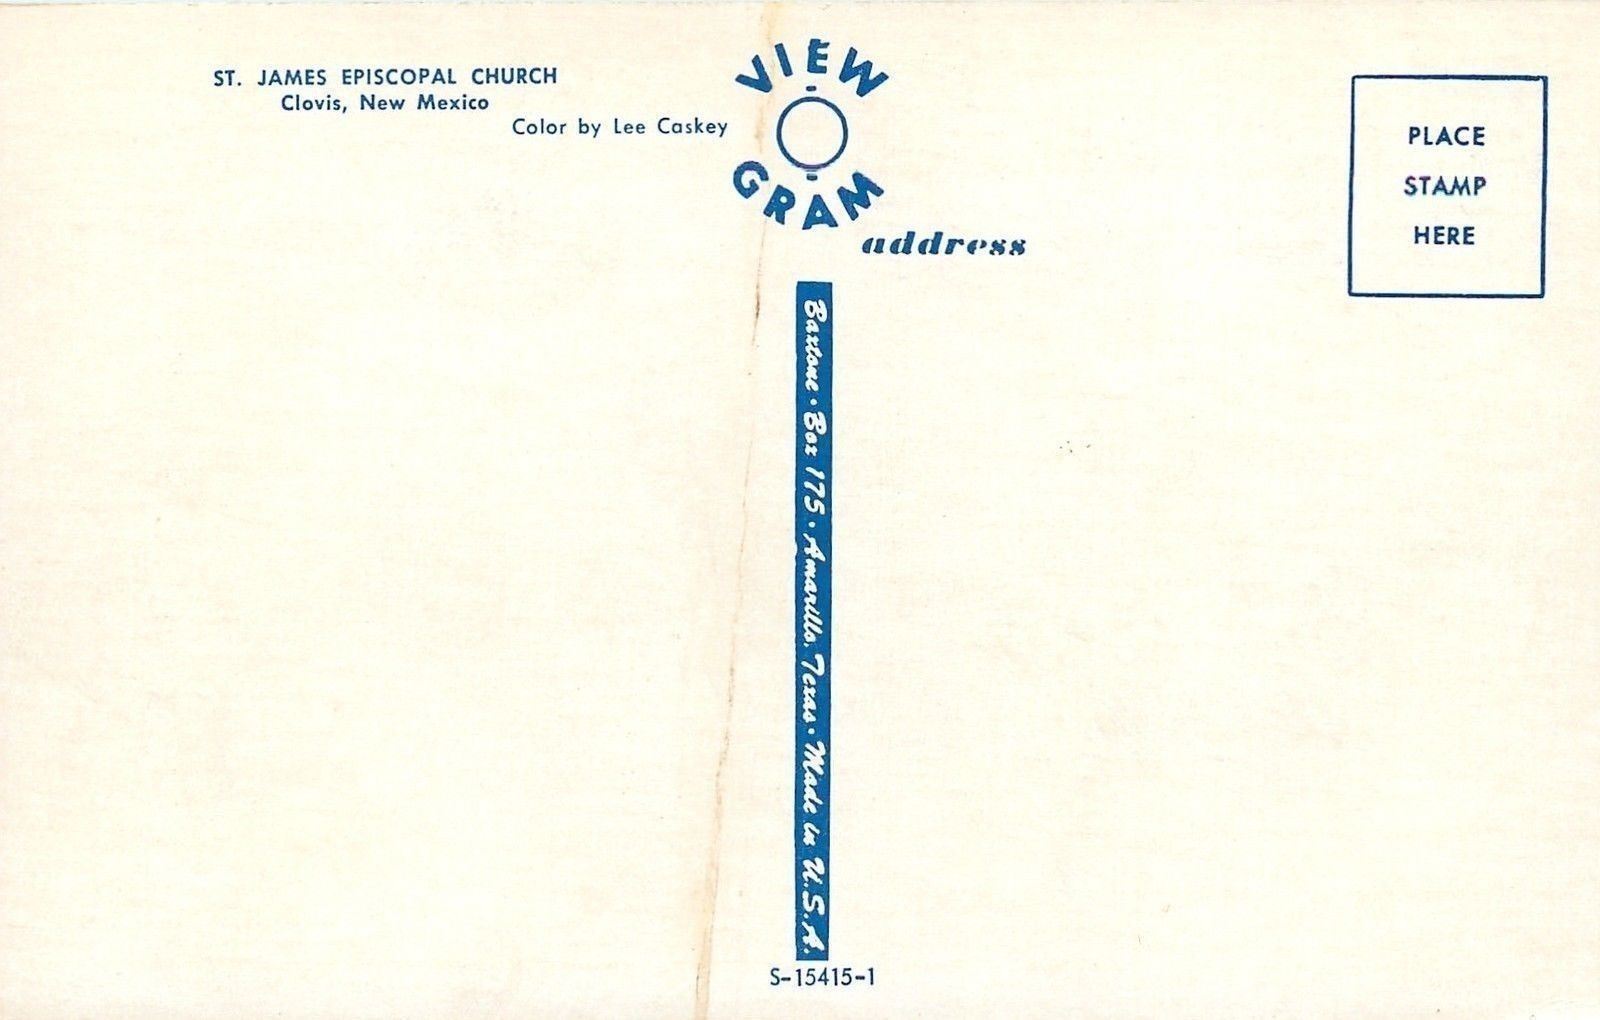 ST. JAMES EPISCOPAL CHURCH
Clovis, New Mexico
Color by Lee Caskey
VIEW
GRAM
address
PLACE
STAMP
HERE
Baxtone • Box 175 • Amarillo, Texas • Made in U.S.A.
S-15415-1